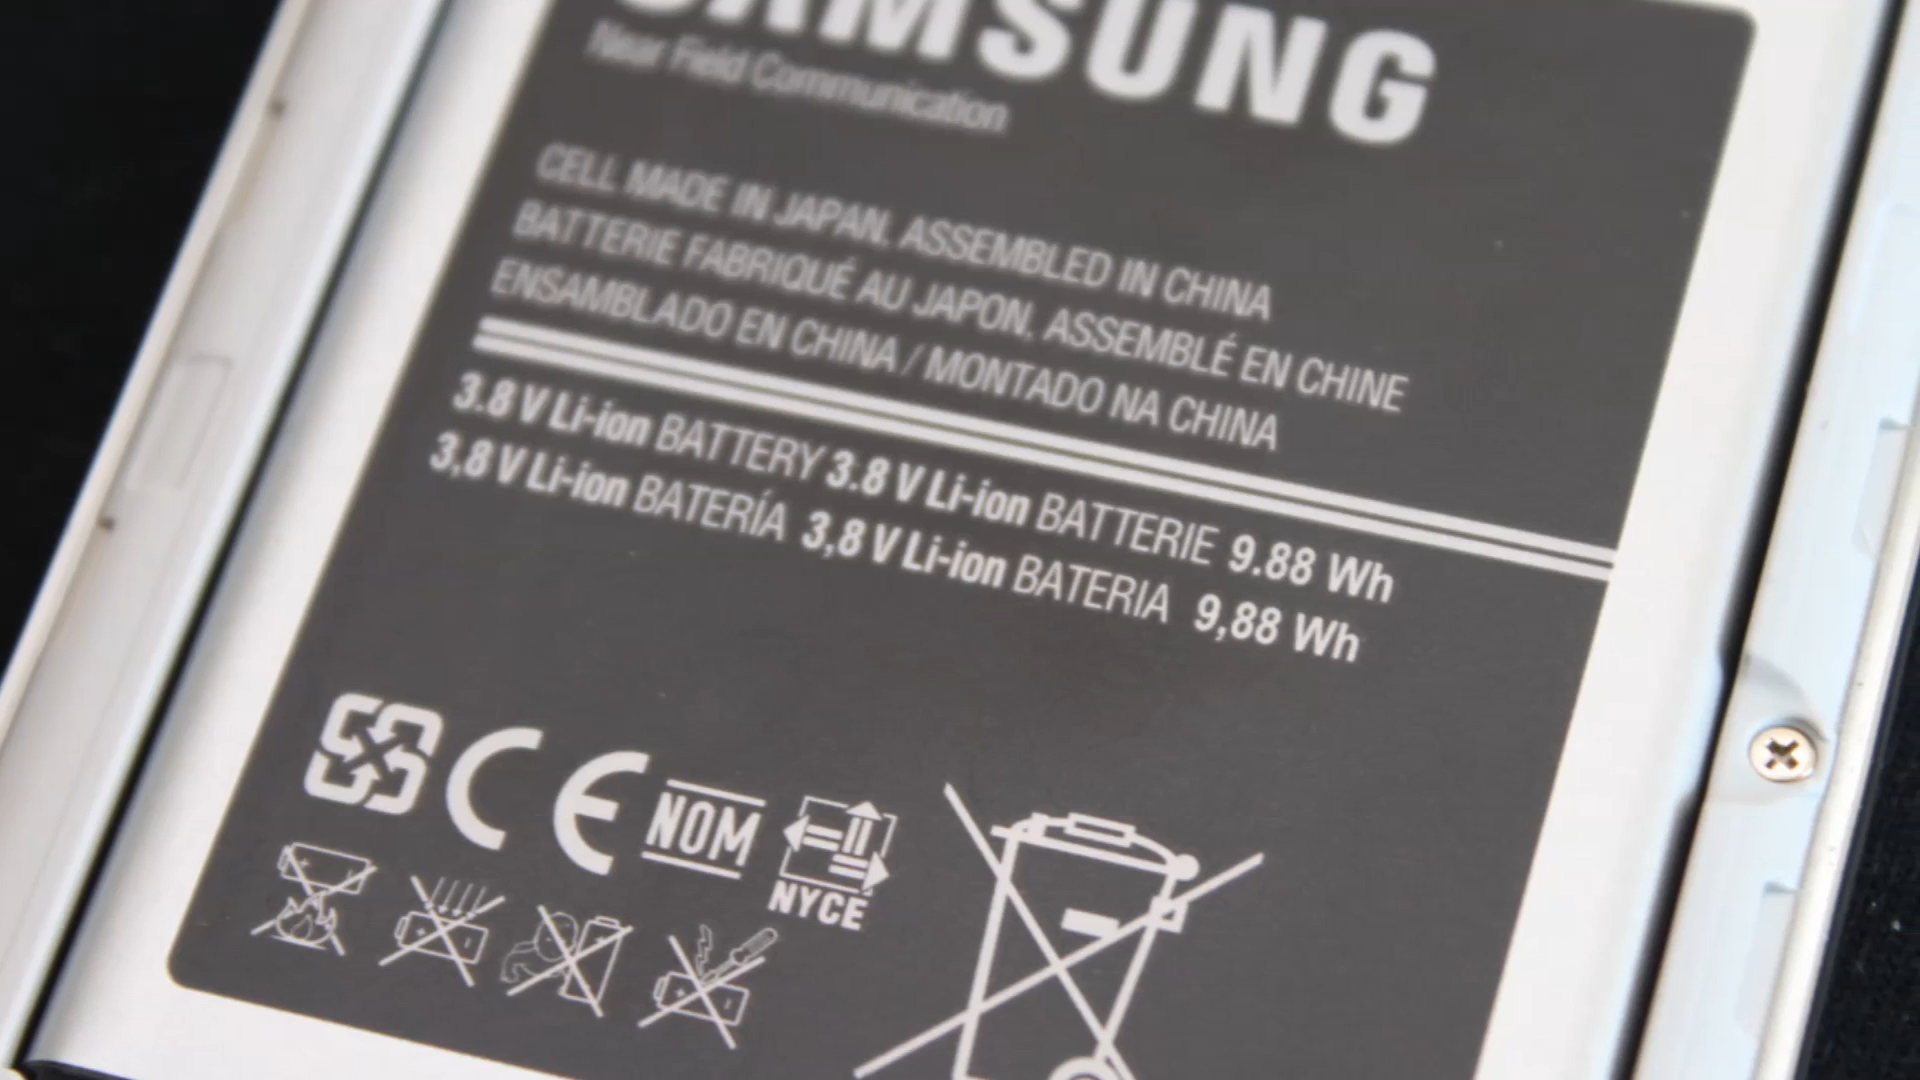 SAMSUNG
Near Field Communication
CELL MADE IN JAPAN, ASSEMBLED IN CHINA
BATTERIE FABRIQUÉ AU JAPON, ASSEMBLÉ EN CHINE
ENSAMBLADO EN CHINA / MONTADO NA CHINA
3.8 V Li-ion BATTERY 3.8 V Li-ion BATTERIE 9.88 Wh
3,8 V Li-ion BATERÍA 3,8 V Li-ion BATERIA 9,88 Wh
CE NOM
NYCE